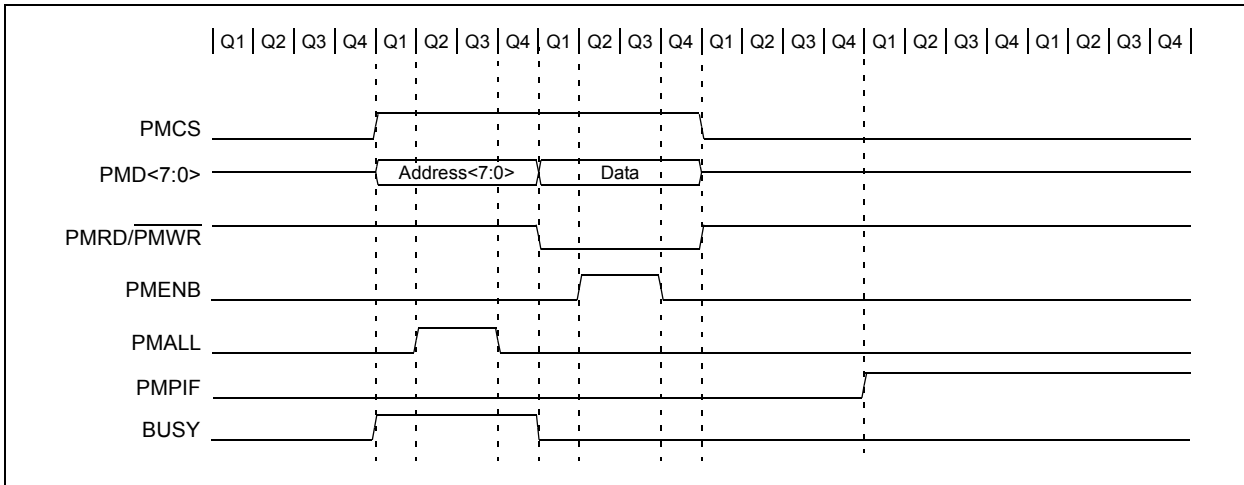 Q1 Q2 Q3 Q4 Q1 Q2 Q3 Q4 Q1 Q2 Q3 Q4 Q1 Q2 Q3 Q4 Q1 Q2 Q3 Q4 Q1 Q2 Q3 Q4
PMCS
PMD<7:0> Address<7:0> Data
PMRD/PMWR
PMENB
PMALL
PMPIF
BUSY